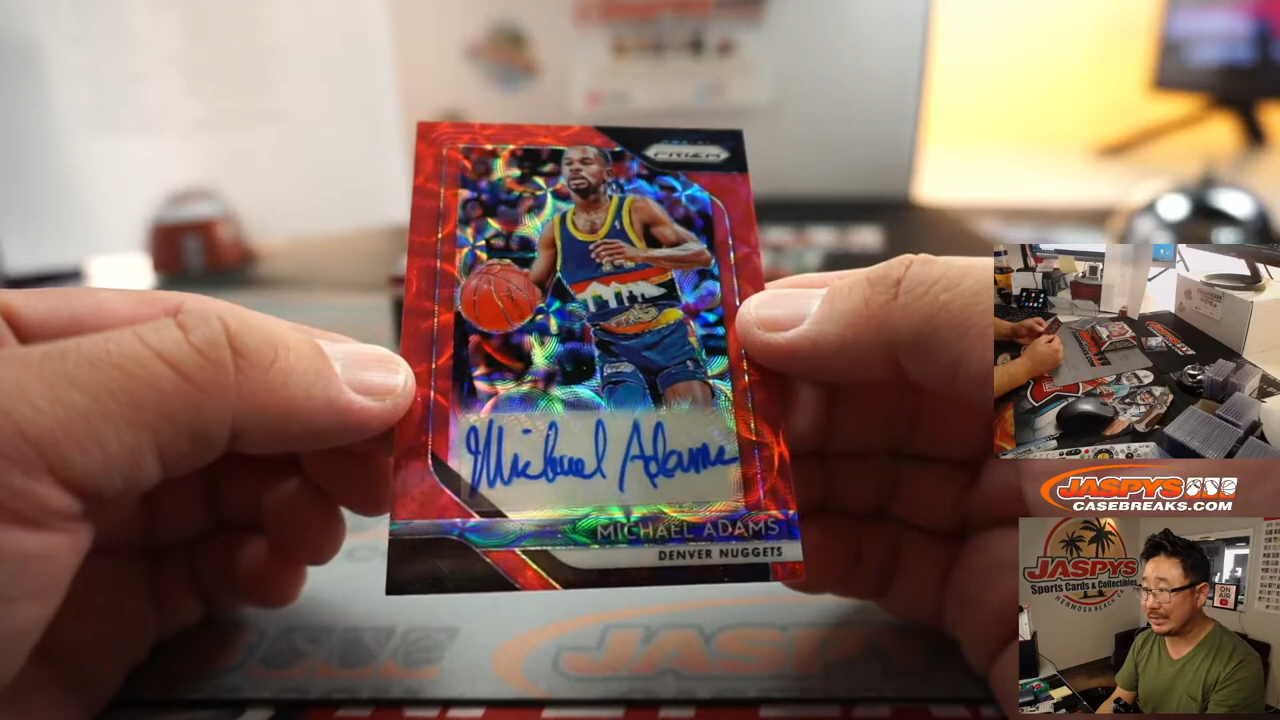 PRIZM
Michael Adams
MICHAEL ADAMS
DENVER NUGGETS
JASPYS
CASEBREAKS.COM
JASPYS
Sports Cards & Collectibles
HERMOSA BEACH, CA
ON
AIR
JASPYS